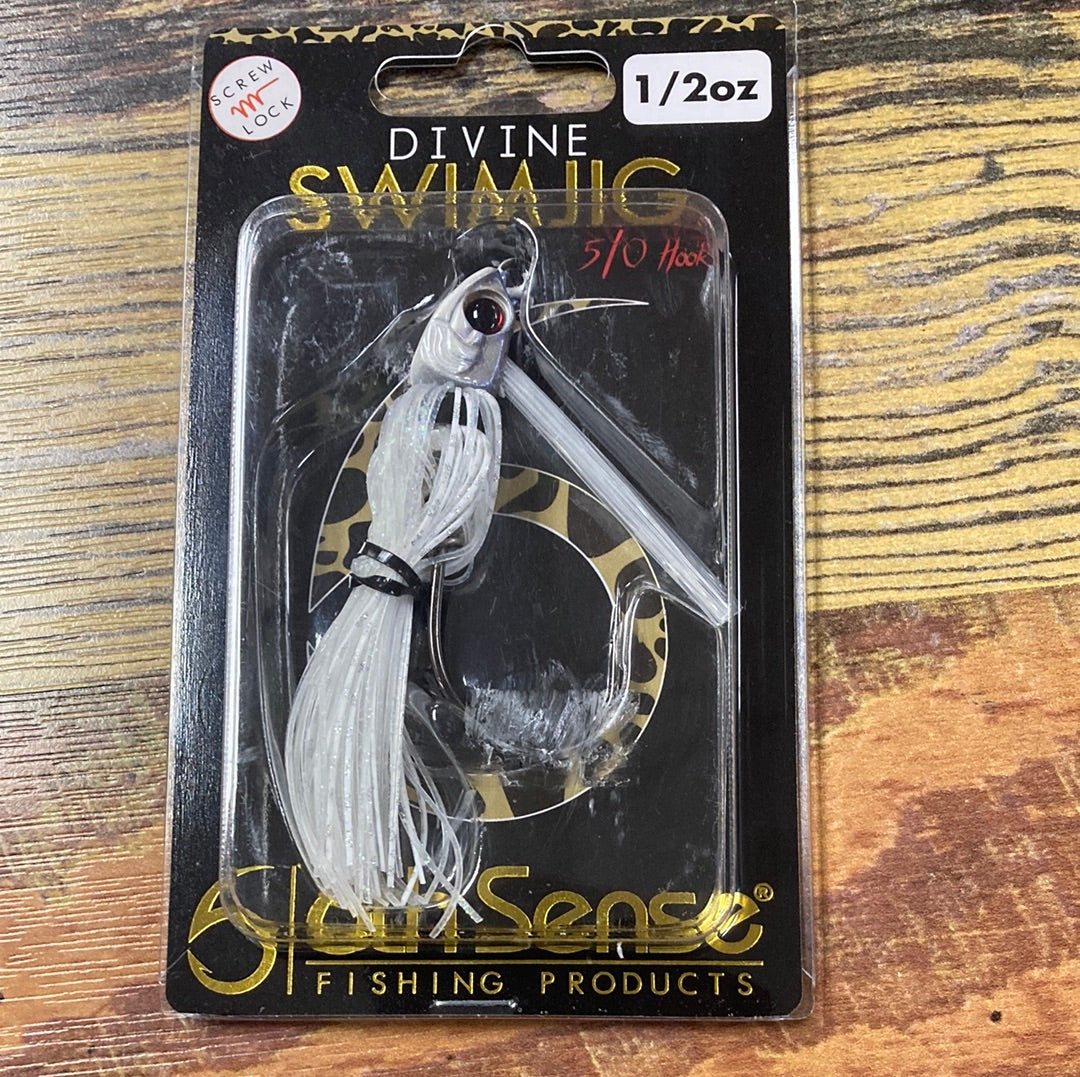 SCREW
LOCK
1/2oz
DIVINE
SWIMJIG
5/0 Hook
6th Sense®
FISHING PRODUCTS